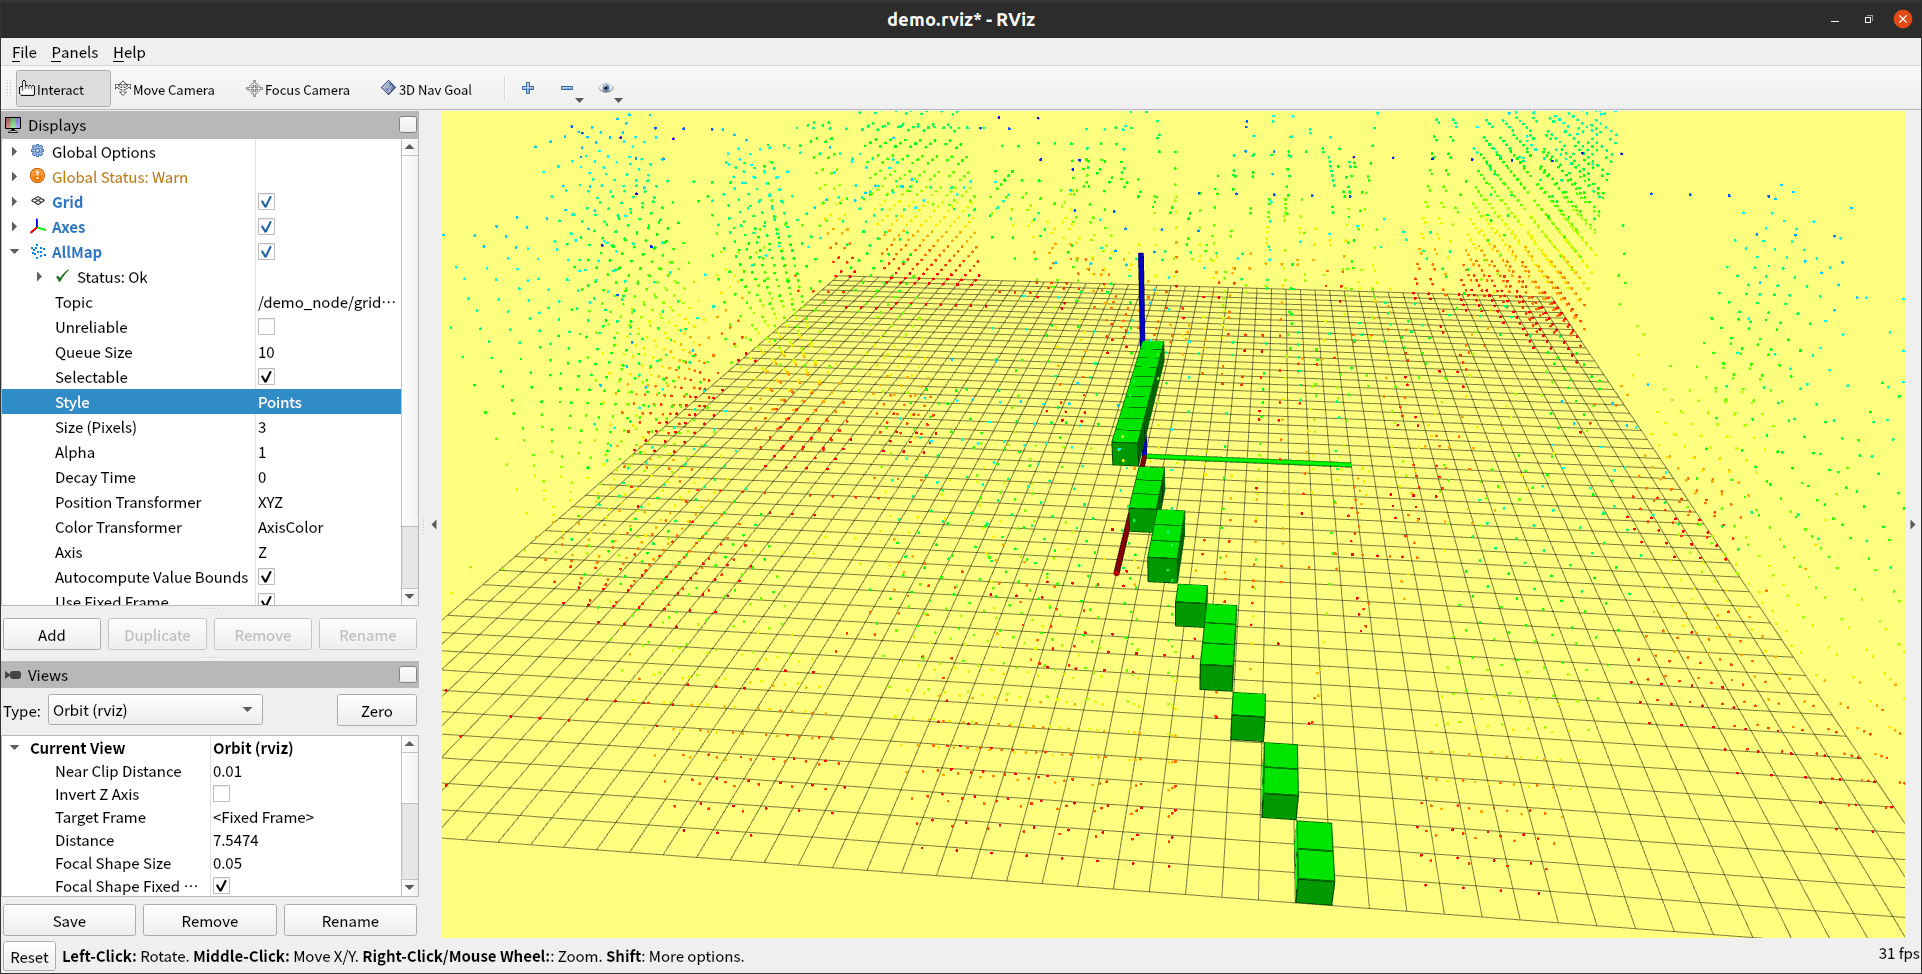 demo.rviz* - RViz
File Panels Help
Interact Move Camera Focus Camera 3D Nav Goal
Displays
Global Options
Global Status: Warn
Grid
Axes
AllMap
Status: Ok
Topic /demo_node/grid···
Unreliable
Queue Size 10
Selectable
Style Points
Size (Pixels) 3
Alpha 1
Decay Time 0
Position Transformer XYZ
Color Transformer AxisColor
Axis Z
Autocompute Value Bounds
Use Fixed Frame
Add Duplicate Remove Rename
Views
Type: Orbit (rviz) Zero
Current View Orbit (rviz)
Near Clip Distance 0.01
Invert Z Axis
Target Frame <Fixed Frame>
Distance 7.5474
Focal Shape Size 0.05
Focal Shape Fixed ···
Save Remove Rename
Reset Left-Click: Rotate. Middle-Click: Move X/Y. Right-Click/Mouse Wheel:: Zoom. Shift: More options. 31 fps